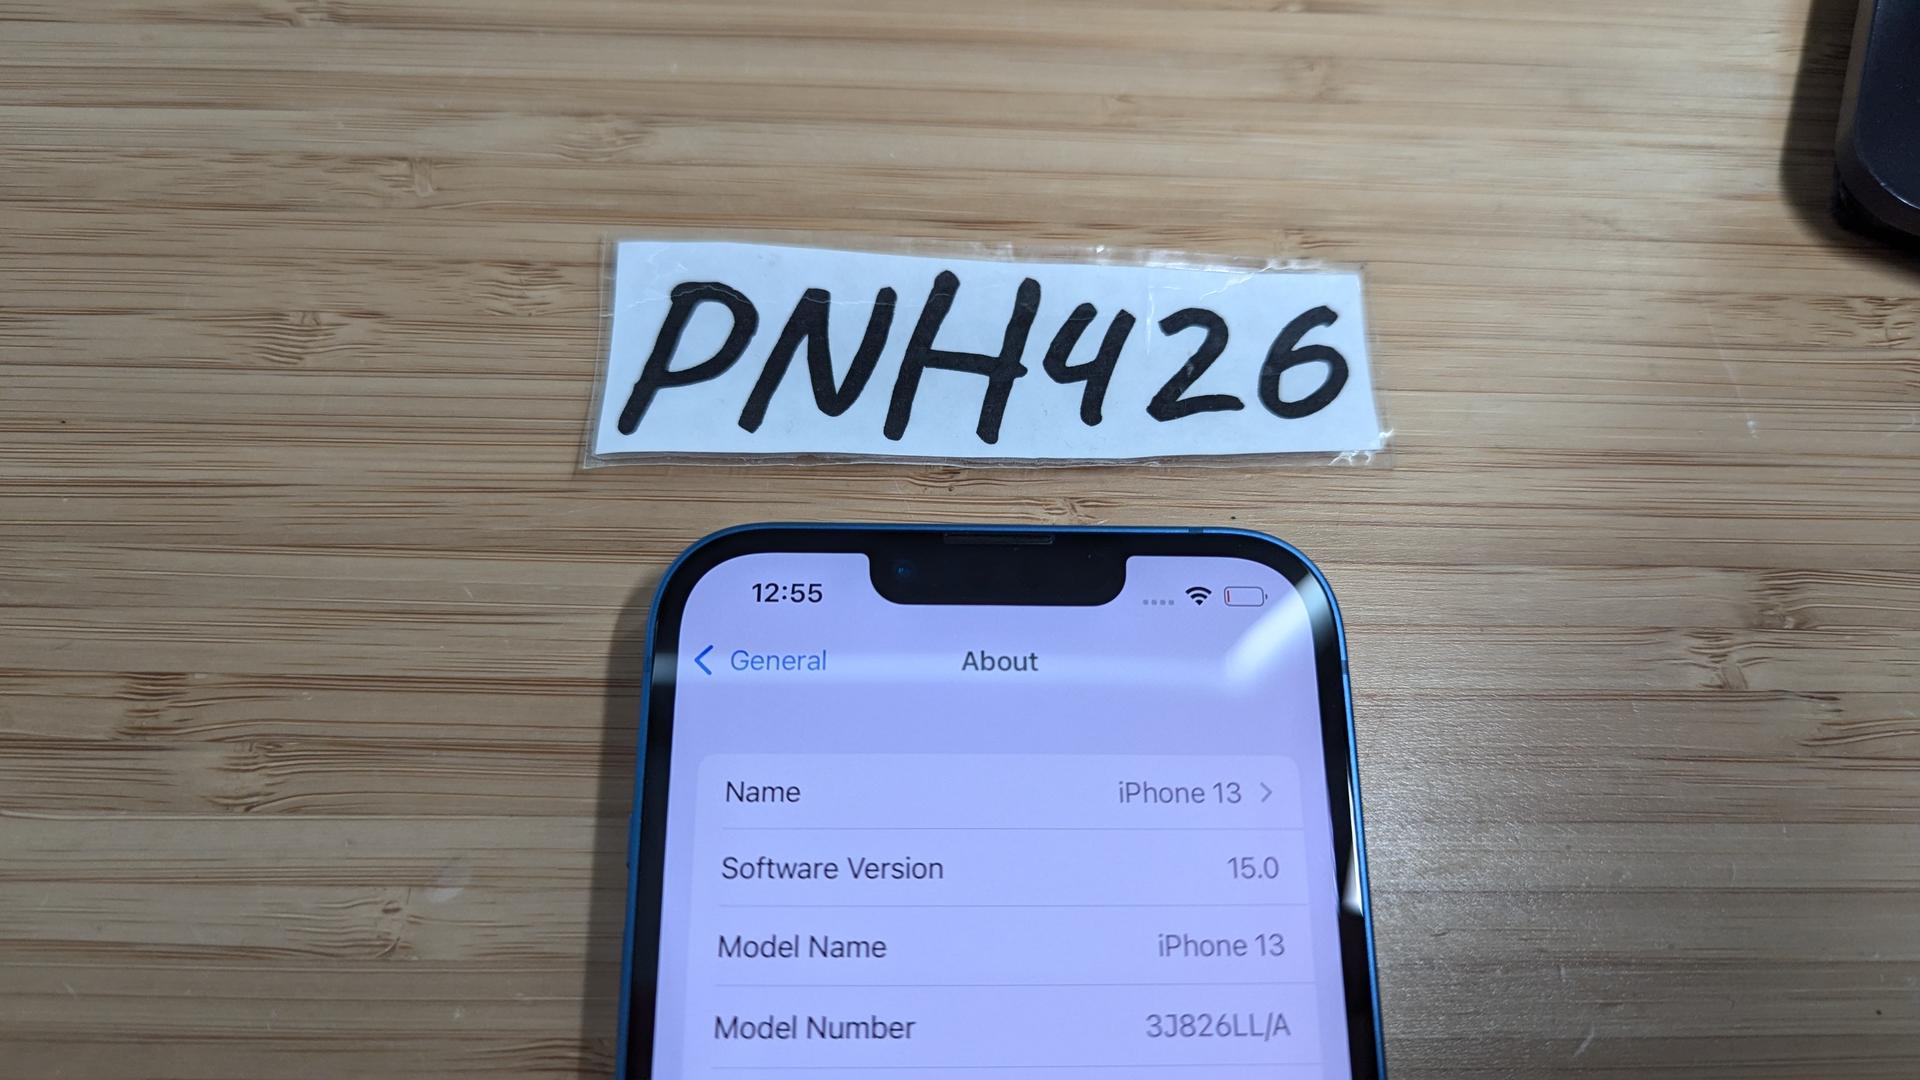 PNH426
12:55
General
About
Name iPhone 13
Software Version 15.0
Model Name iPhone 13
Model Number 3J826LL/A